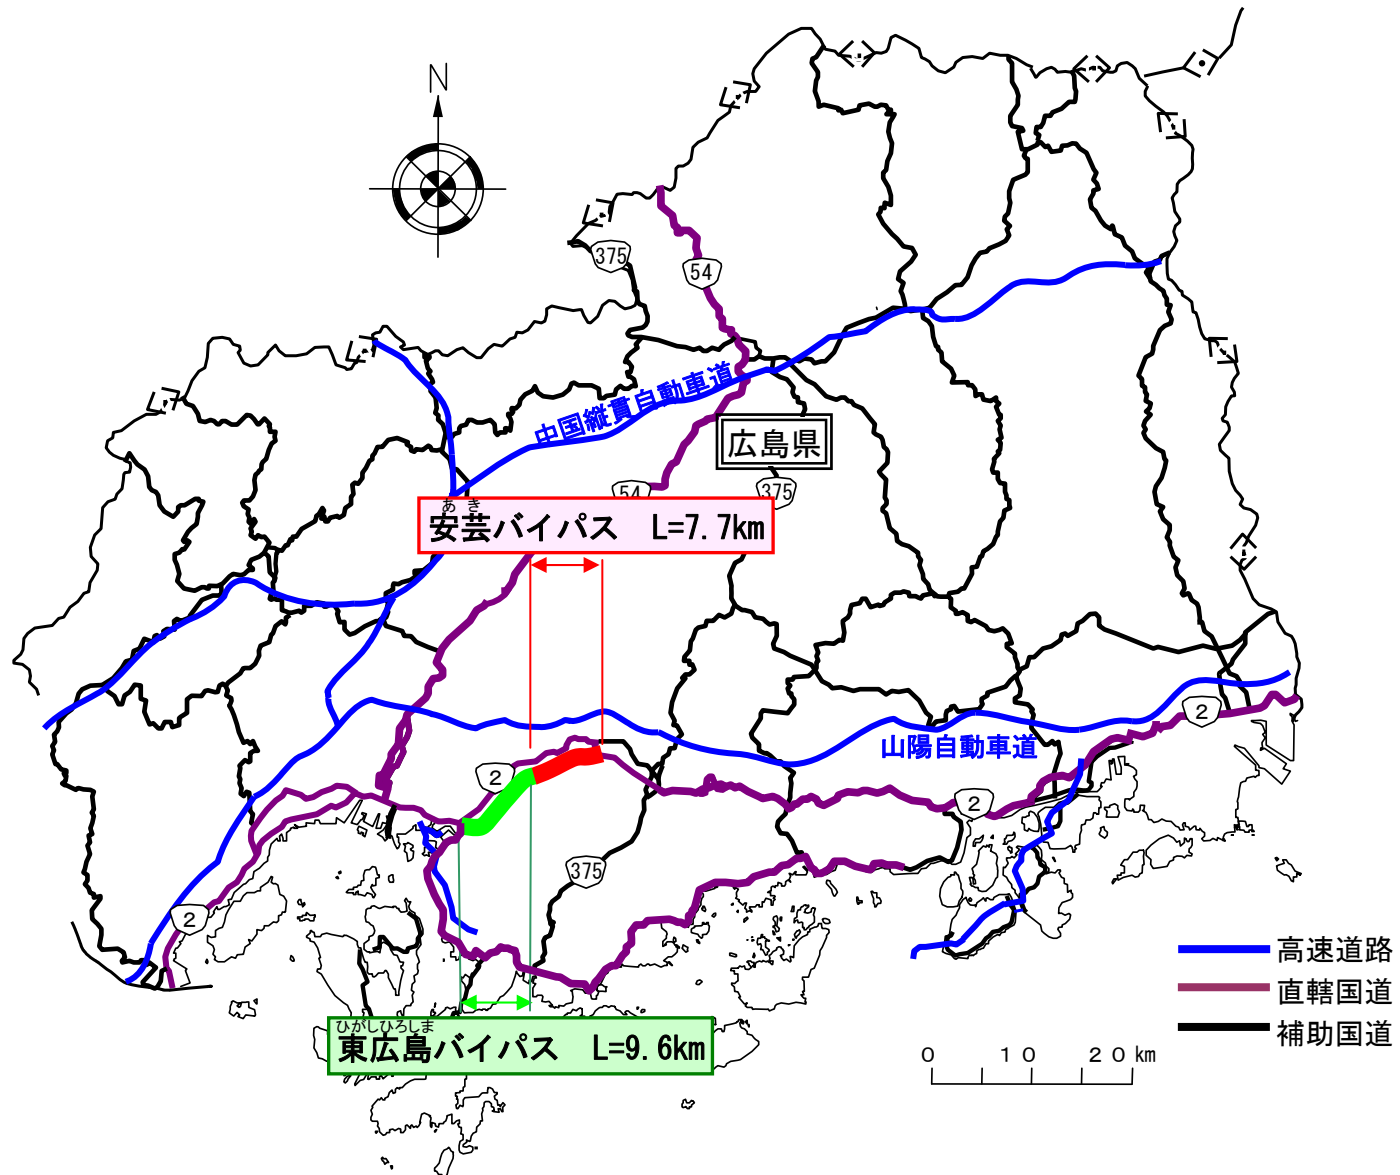 N
375
54
中国縦貫自動車道
広島県
54
375
あき
安芸バイパス　L=7.7km
2
山陽自動車道
2
2
375
2
高速道路
直轄国道
補助国道
ひがしひろしま
東広島バイパス　L=9.6km
0　10　20km